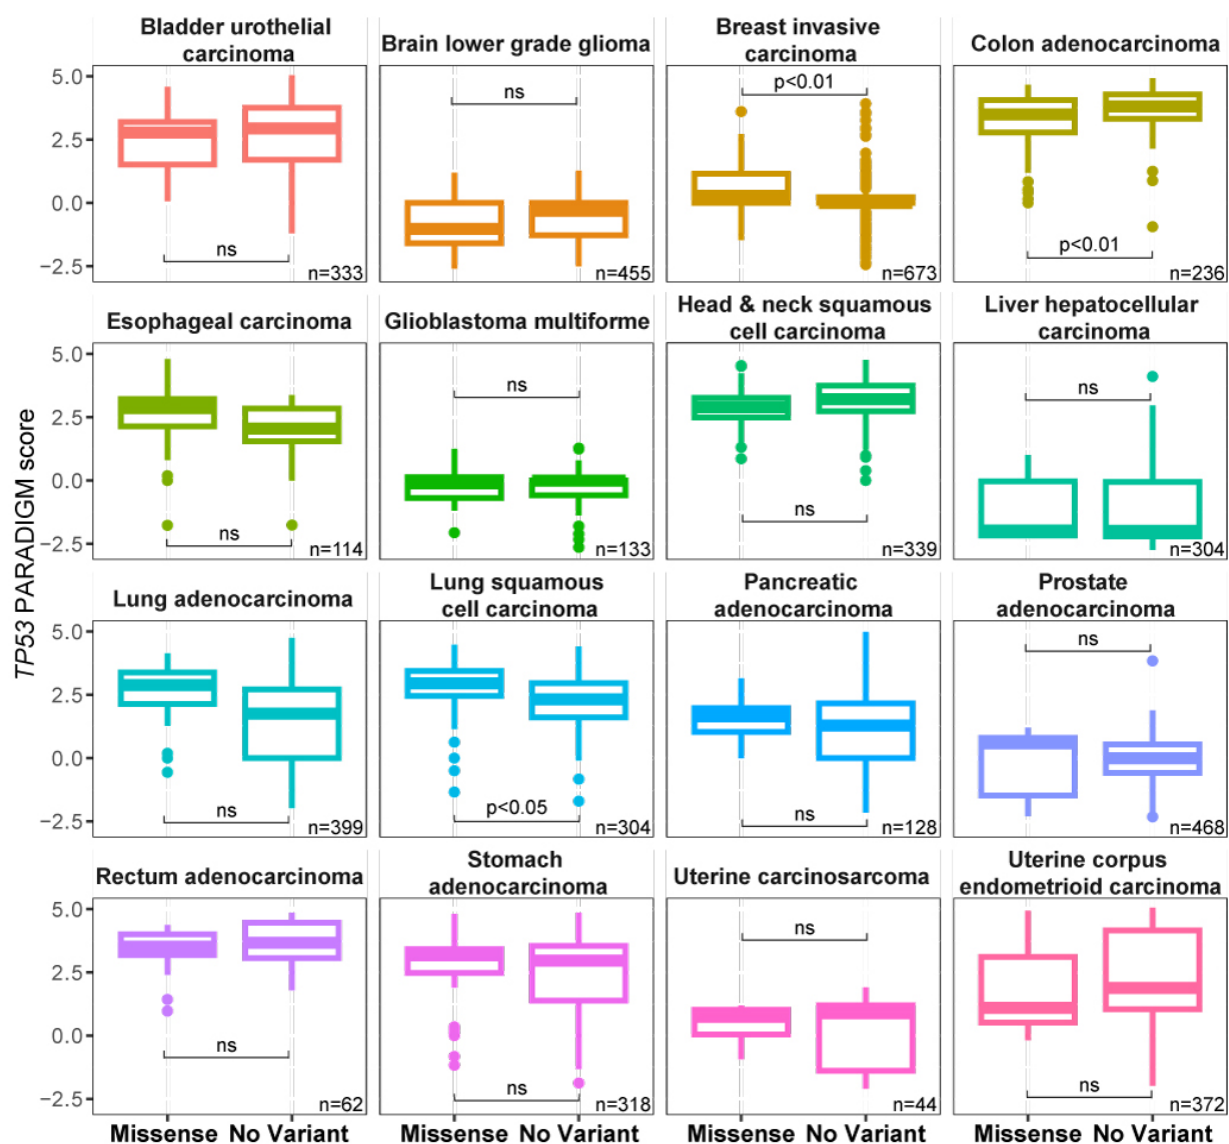 Bladder urothelial
carcinoma
Brain lower grade glioma
Breast invasive
carcinoma
Colon adenocarcinoma
5.0
2.5
0.0
−2.5
ns
n=333
ns
n=455
p<0.01
n=673
p<0.01
n=236
Esophageal carcinoma
Glioblastoma multiforme
Head & neck squamous
cell carcinoma
Liver hepatocellular
carcinoma
5.0
2.5
0.0
−2.5
ns
n=114
ns
n=133
ns
n=339
ns
n=304
TP53 PARADIGM score
Lung adenocarcinoma
Lung squamous
cell carcinoma
Pancreatic
adenocarcinoma
Prostate
adenocarcinoma
5.0
2.5
0.0
−2.5
ns
n=399
p<0.05
n=304
ns
n=128
ns
n=468
Rectum adenocarcinoma
Stomach
adenocarcinoma
Uterine carcinosarcoma
Uterine corpus
endometrioid carcinoma
5.0
2.5
0.0
−2.5
ns
n=62
ns
n=318
ns
n=44
ns
n=372
Missense No Variant
Missense No Variant
Missense No Variant
Missense No Variant